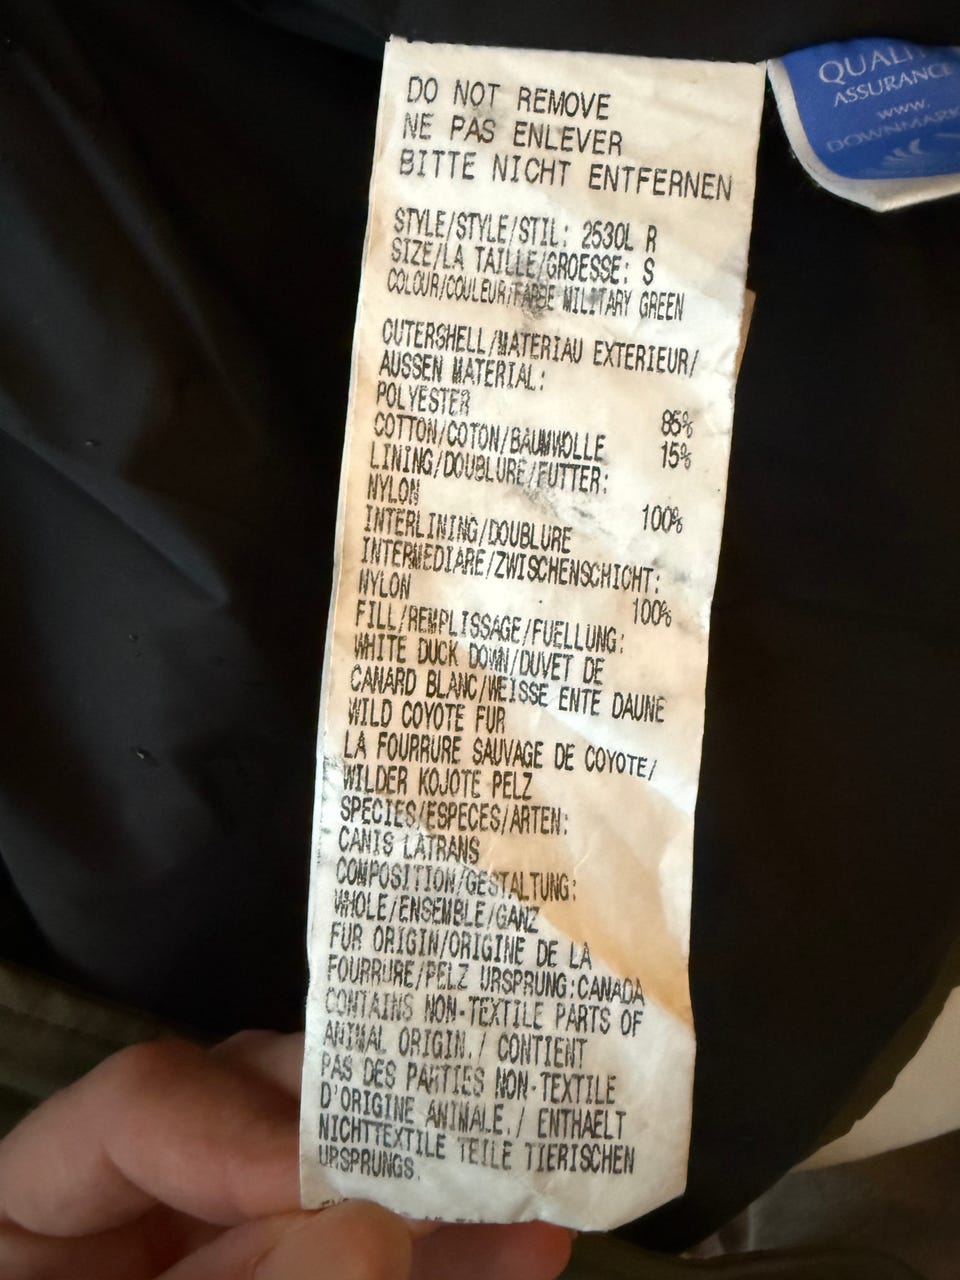 DO NOT REMOVE
NE PAS ENLEVER
BITTE NICHT ENTFERNEN
STYLE/STYLE/STIL: 2530L R
SIZE/LA TAILLE/GROESSE: S
COLOUR/COULEUR/FARBE MILITARY GREEN
OUTERSHELL/MATERIAU EXTERIEUR/
AUSSEN MATERIAL:
POLYESTER 85%
COTTON/COTON/BAUMWOLLE 15%
LINING/DOUBLURE/FUTTER:
NYLON 100%
INTERLINING/DOUBLURE
INTERMEDIARE/ZWISCHENSCHICHT:
NYLON 100%
FILL/REMPLISSAGE/FUELLUNG:
WHITE DUCK DOWN/DUVET DE
CANARD BLANC/WEISSE ENTE DAUNE
WILD COYOTE FUR
LA FOURRURE SAUVAGE DE COYOTE/
WILDER KOJOTE PELZ
SPECIES/ESPECES/ARTEN:
CANIS LATRANS
COMPOSITION/GESTALTUNG:
WHOLE/ENSEMBLE/GANZ
FUR ORIGIN/ORIGINE DE LA
FOURRURE/PELZ URSPRUNG:CANADA
CONTAINS NON-TEXTILE PARTS OF
ANIMAL ORIGIN./ CONTIENT
PAS DES PARTIES NON-TEXTILE
D'ORIGINE ANIMALE./ ENTHAELT
NICHTTEXTILE TEILE TIERISCHEN
URSPRUNGS.
QUALI
ASSURANCE
www.
DOWNMARK